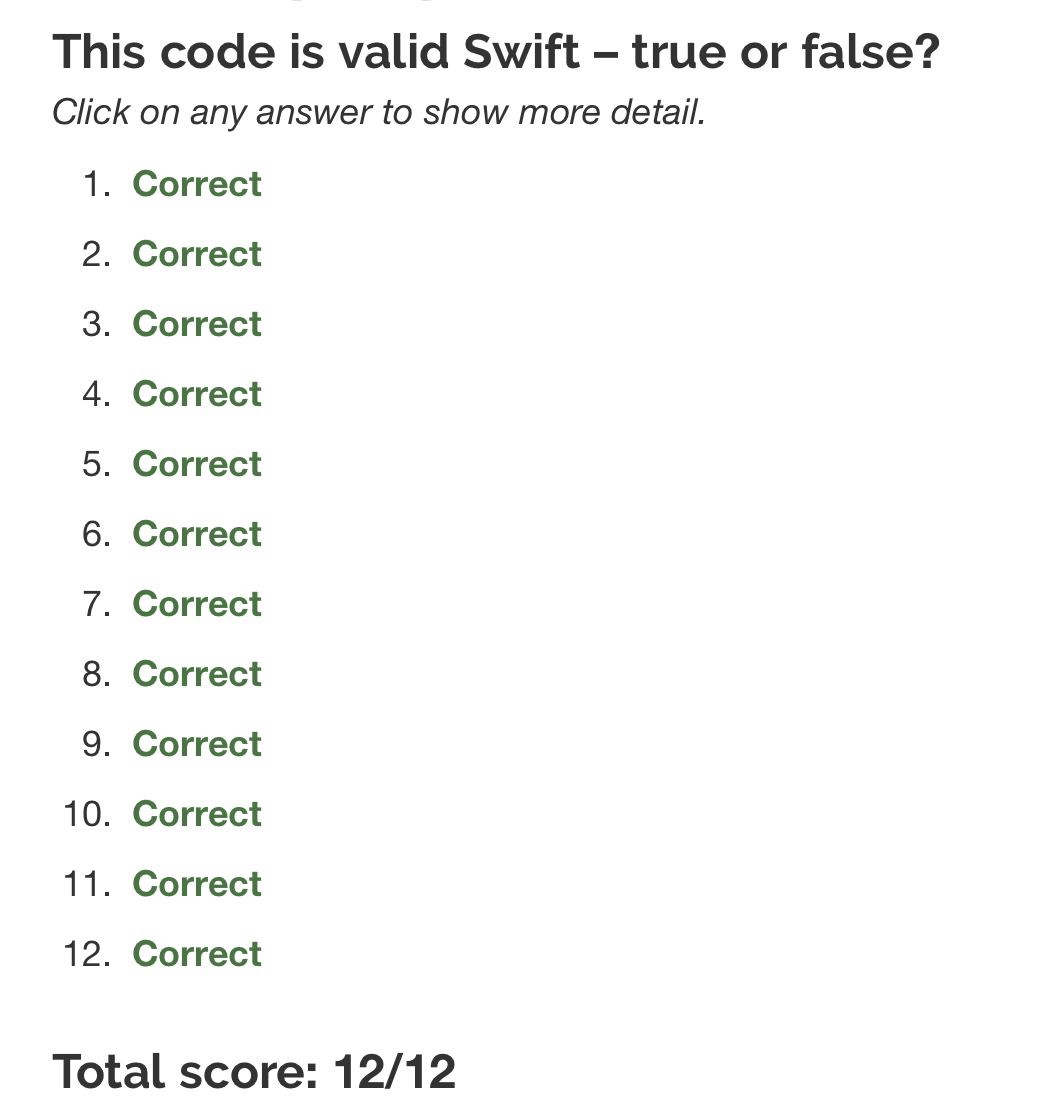 This code is valid Swift – true or false?
Click on any answer to show more detail.
1. Correct
2. Correct
3. Correct
4. Correct
5. Correct
6. Correct
7. Correct
8. Correct
9. Correct
10. Correct
11. Correct
12. Correct
Total score: 12/12